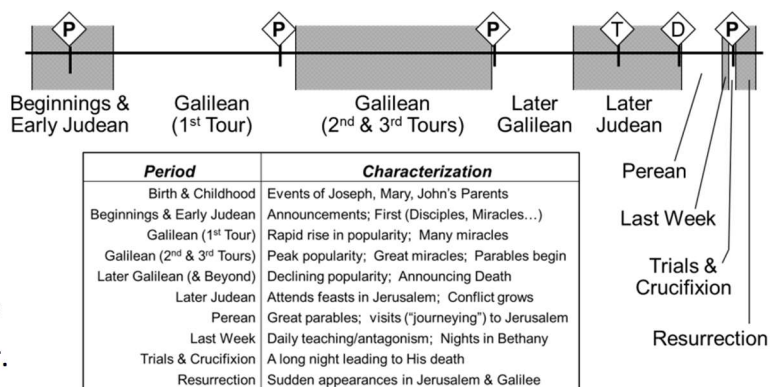 P P P T D P
Beginnings &
Early Judean
Galilean
(1st Tour)
Galilean
(2nd & 3rd Tours)
Later
Galilean
Later
Judean
Perean
Last Week
Trials &
Crucifixion
Resurrection
Period Characterization
Birth & Childhood Events of Joseph, Mary, John's Parents
Beginnings & Early Judean Announcements; First (Disciples, Miracles…)
Galilean (1st Tour) Rapid rise in popularity; Many miracles
Galilean (2nd & 3rd Tours) Peak popularity; Great miracles; Parables begin
Later Galilean (& Beyond) Declining popularity; Announcing Death
Later Judean Attends feasts in Jerusalem; Conflict grows
Perean Great parables; visits ("journeying") to Jerusalem
Last Week Daily teaching/antagonism; Nights in Bethany
Trials & Crucifixion A long night leading to His death
Resurrection Sudden appearances in Jerusalem & Galilee